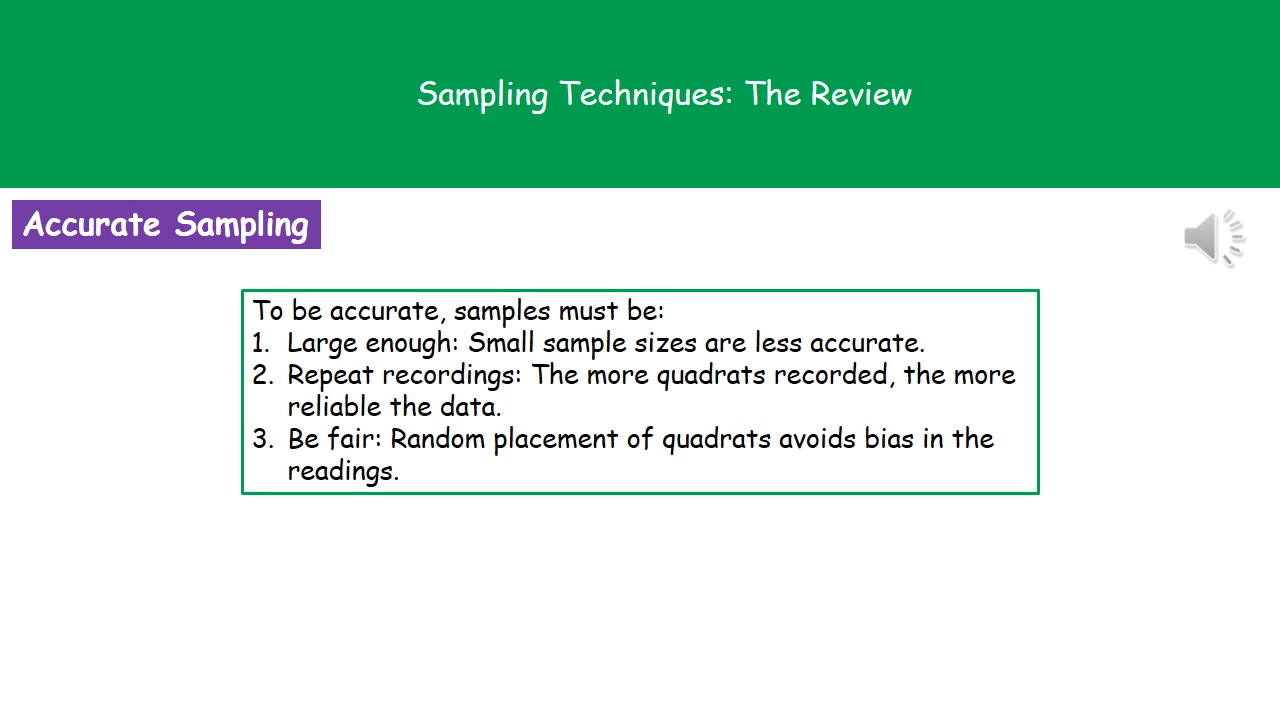 Sampling Techniques: The Review
Accurate Sampling
To be accurate, samples must be:
1. Large enough: Small sample sizes are less accurate.
2. Repeat recordings: The more quadrats recorded, the more
reliable the data.
3. Be fair: Random placement of quadrats avoids bias in the
readings.